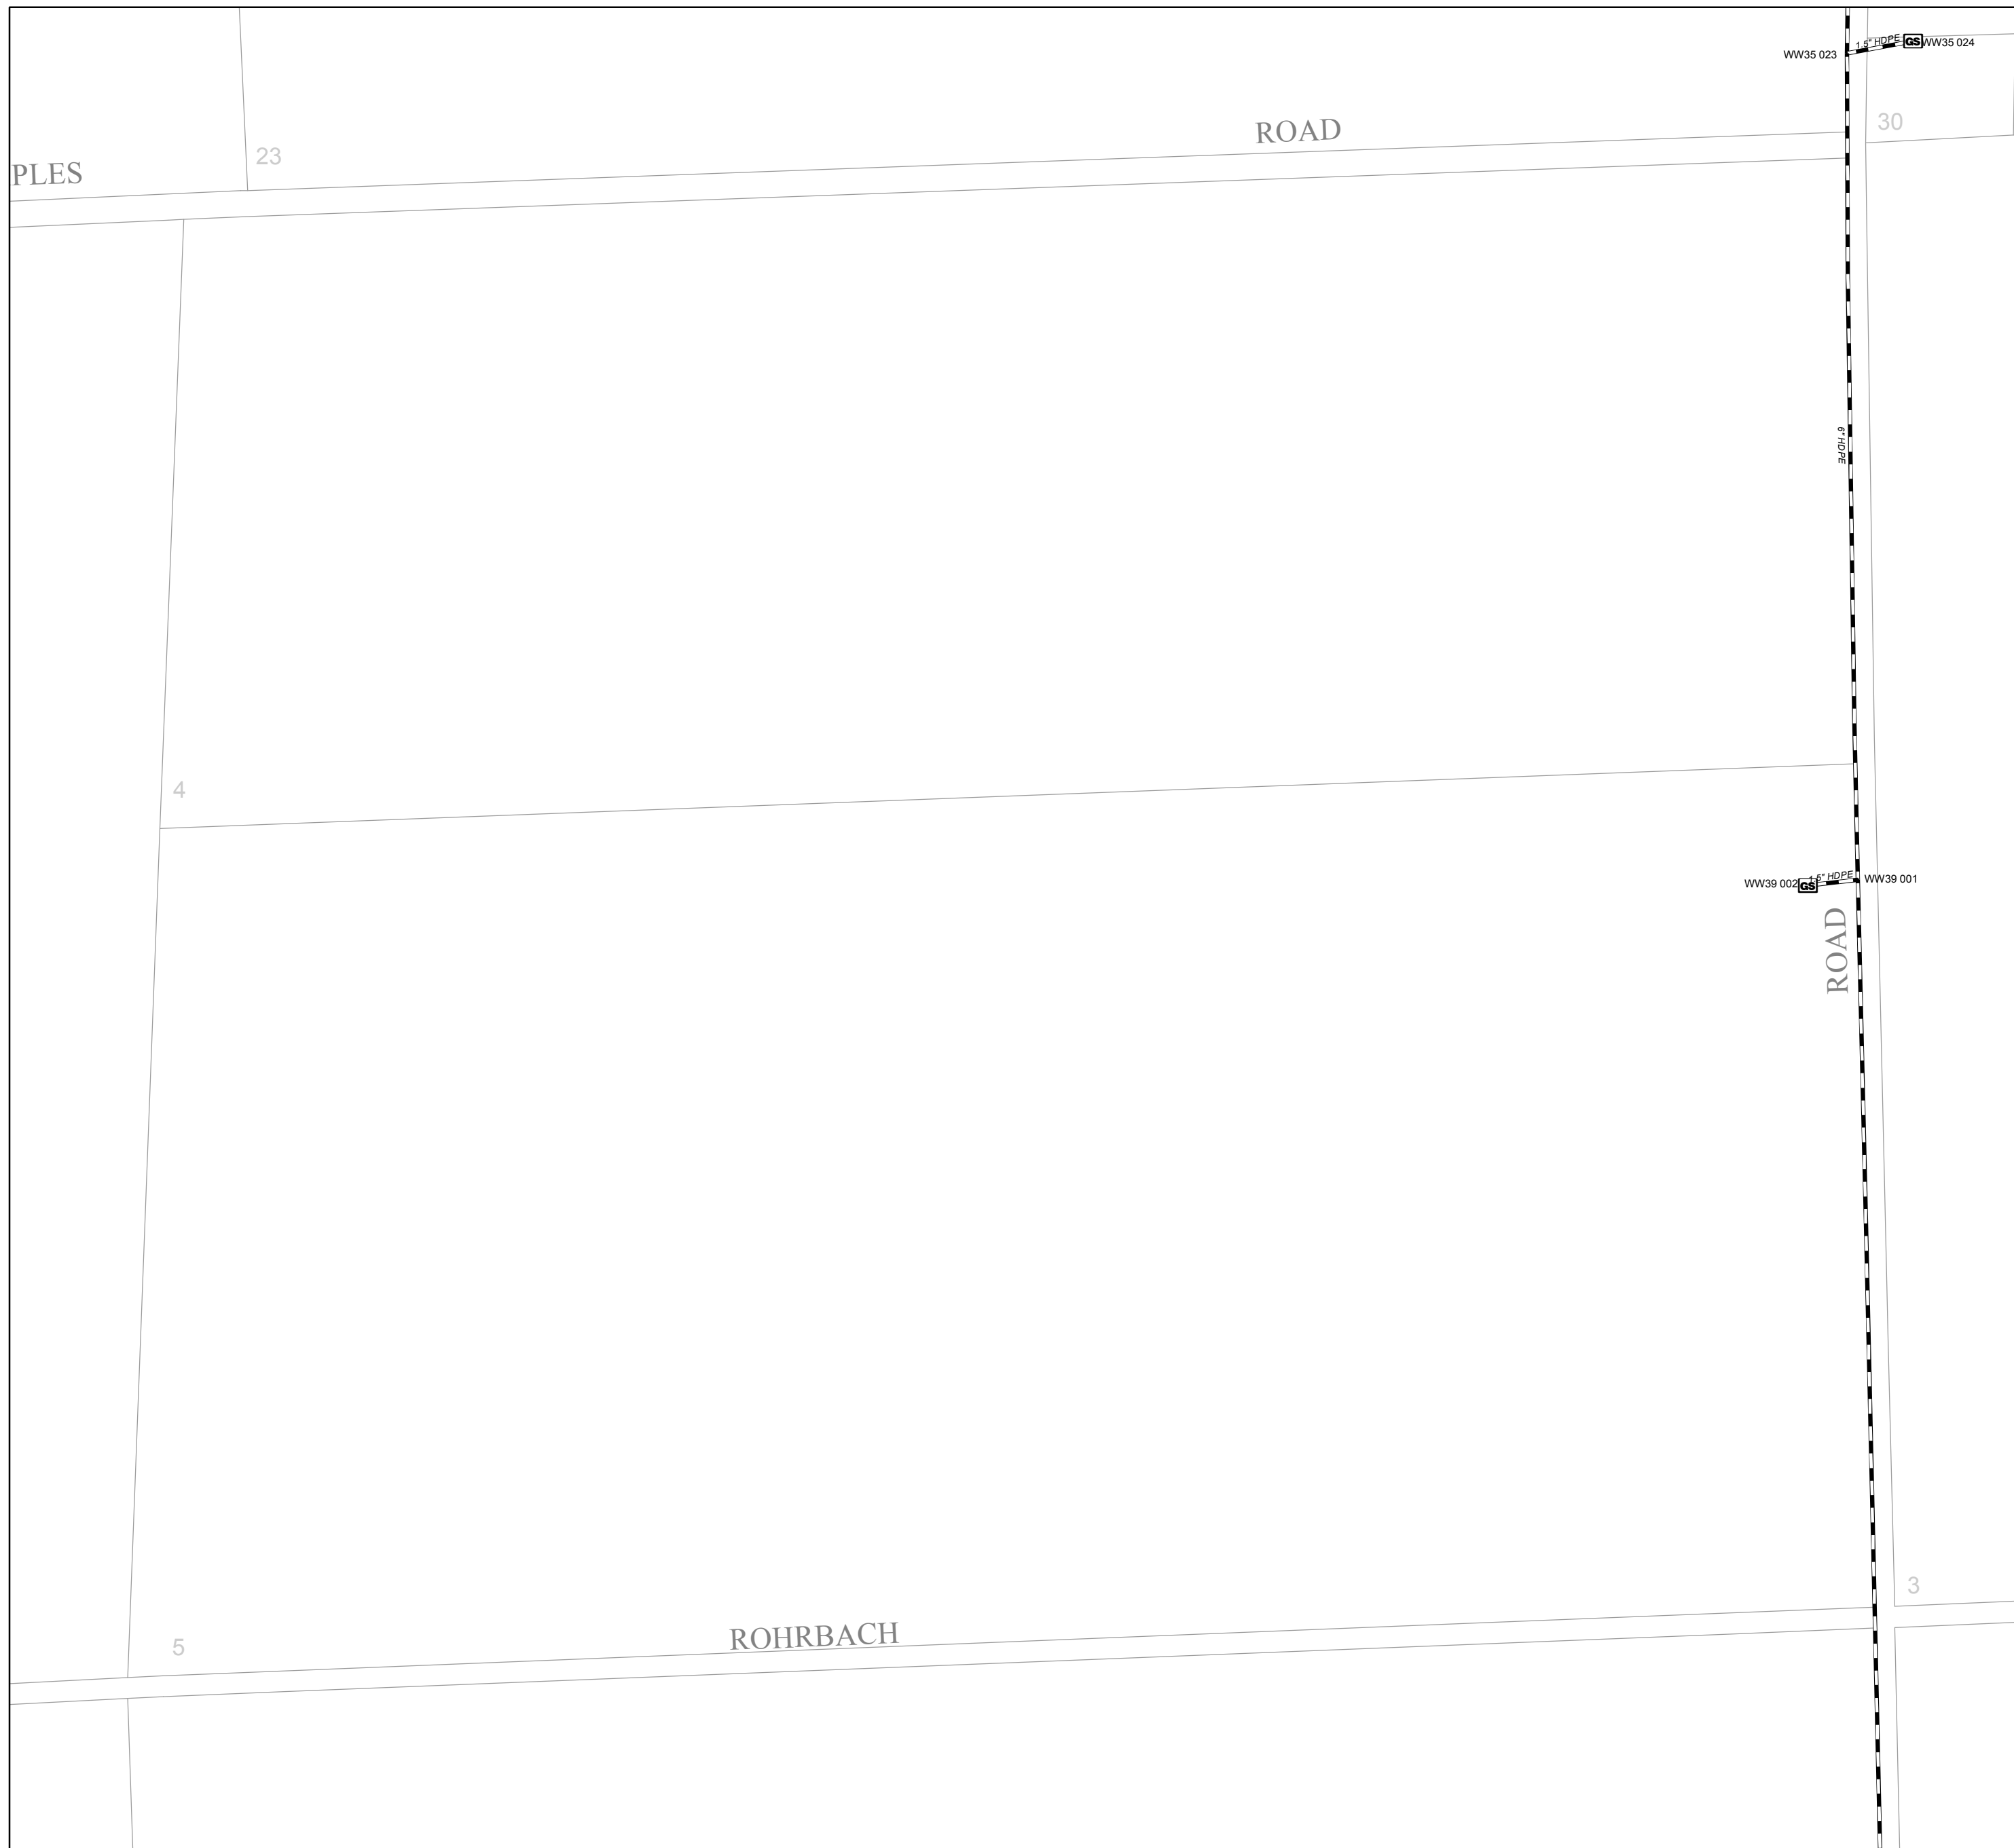 WW35 023
1.5" HDPE
GS
WW35 024
30
ROAD
23
PLES
6" HDPE
4
WW39 002
GS
1.5" HDPE
WW39 001
ROAD
3
ROHRBACH
5